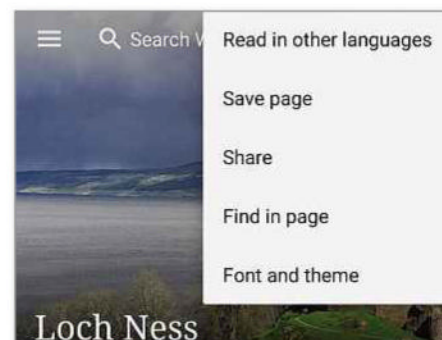 Search
Read in other languages
Save page
Share
Find in page
Font and theme
Loch Ness